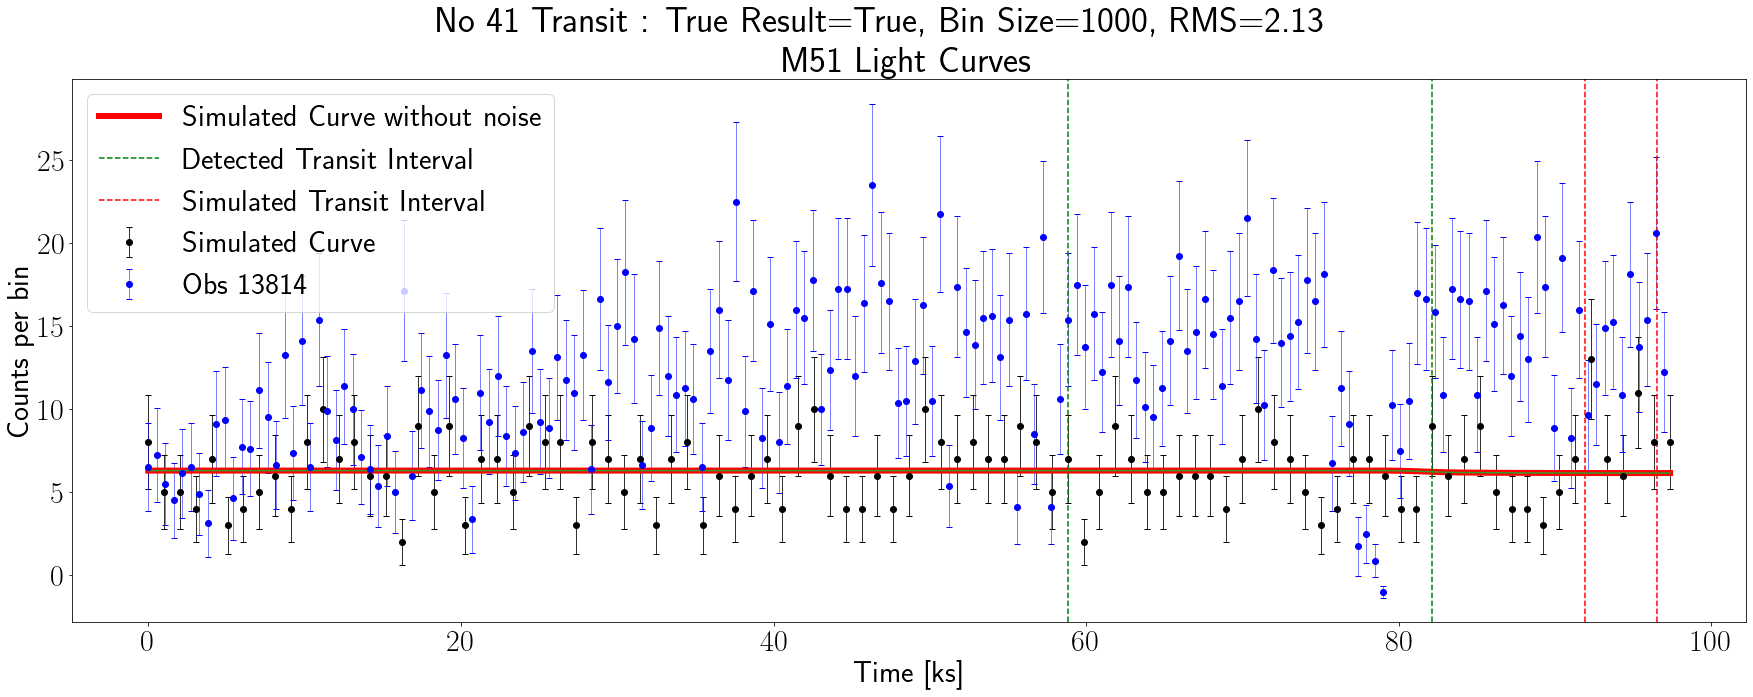 No 41 Transit : True Result=True, Bin Size=1000, RMS=2.13
M51 Light Curves
Simulated Curve without noise
Detected Transit Interval
Simulated Transit Interval
Simulated Curve
Obs 13814
Counts per bin
25
20
15
10
5
0
0 20 40 60 80 100
Time [ks]